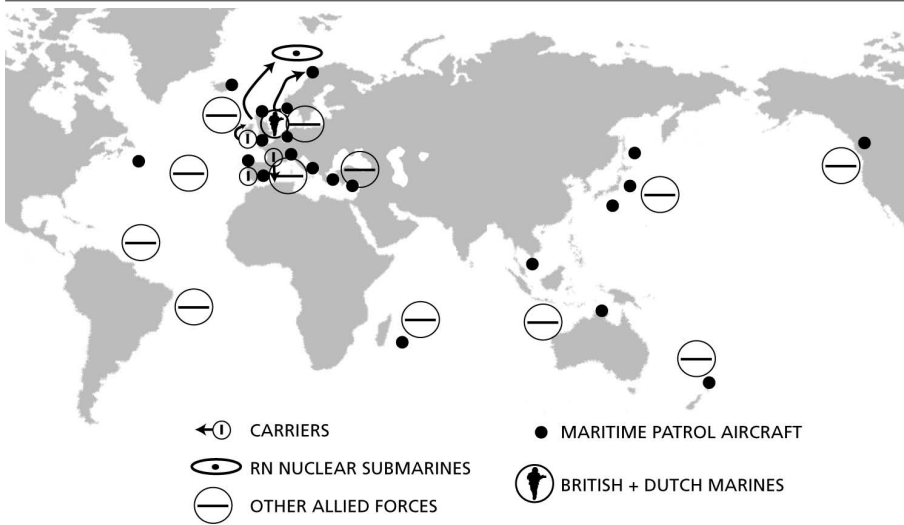 CARRIERS
RN NUCLEAR SUBMARINES
OTHER ALLIED FORCES
MARITIME PATROL AIRCRAFT
BRITISH + DUTCH MARINES